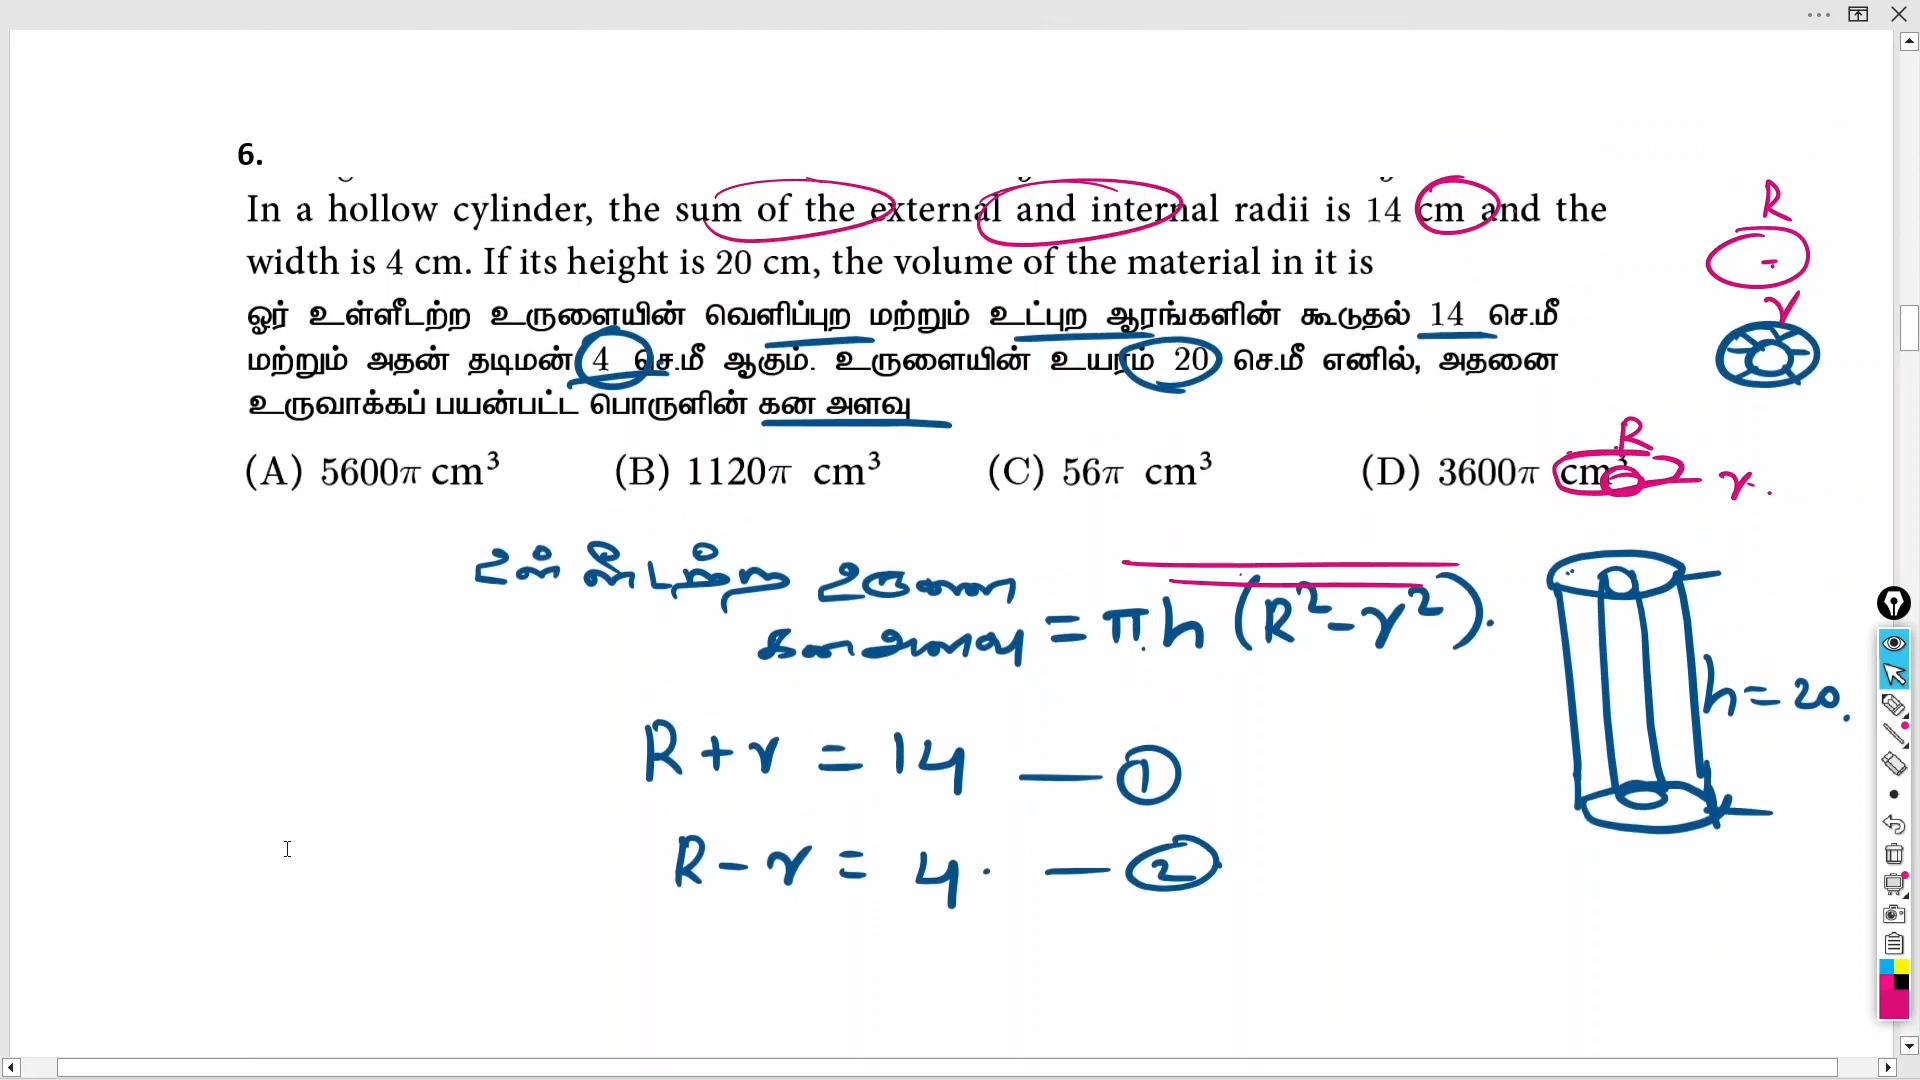 6.
In a hollow cylinder, the sum of the external and internal radii is 14 cm and the
width is 4 cm. If its height is 20 cm, the volume of the material in it is
ஓர் உள்ளீடற்ற உருளையின் வெளிப்புற மற்றும் உட்புற ஆரங்களின் கூடுதல் 14 செ.மீ
மற்றும் அதன் தடிமன் 4 செ.மீ ஆகும். உருளையின் உயரம் 20 செ.மீ எனில், அதனை
உருவாக்கப் பயன்பட்ட பொருளின் கன அளவு
(A) 5600π cm³ (B) 1120π cm³ (C) 56π cm³ (D) 3600π cm³
R
r
R
r.
உள்ளீடற்ற உருளை
கனஅளவு = πh (R² - r²).
h = 20.
R + r = 14 — ①
R - r = 4. — ②